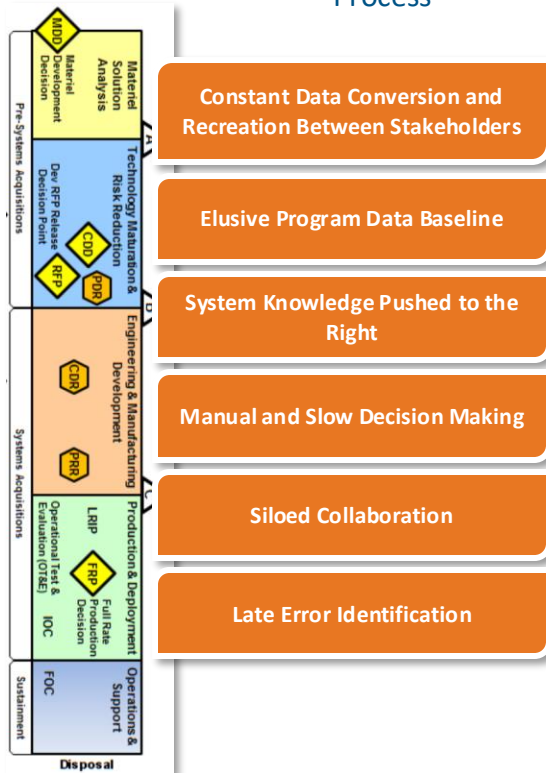 Process
MDD
Materiel
Development
Decision
Materiel
Solution
Analysis
A
Pre-Systems Acquisitions
Technology Maturation &
Risk Reduction
Dev RFP Release
Decision Point
CDD
RFP
PDR
B
Engineering & Manufacturing
Development
CDR
PRR
C
Systems Acquisitions
Production & Deployment
LRIP
FRP
Full Rate
Production
Decision
Operational Test &
Evaluation (OT&E)
IOC
Operations &
Support
FOC
Sustainment
Disposal
Constant Data Conversion and
Recreation Between Stakeholders
Elusive Program Data Baseline
System Knowledge Pushed to the
Right
Manual and Slow Decision Making
Siloed Collaboration
Late Error Identification